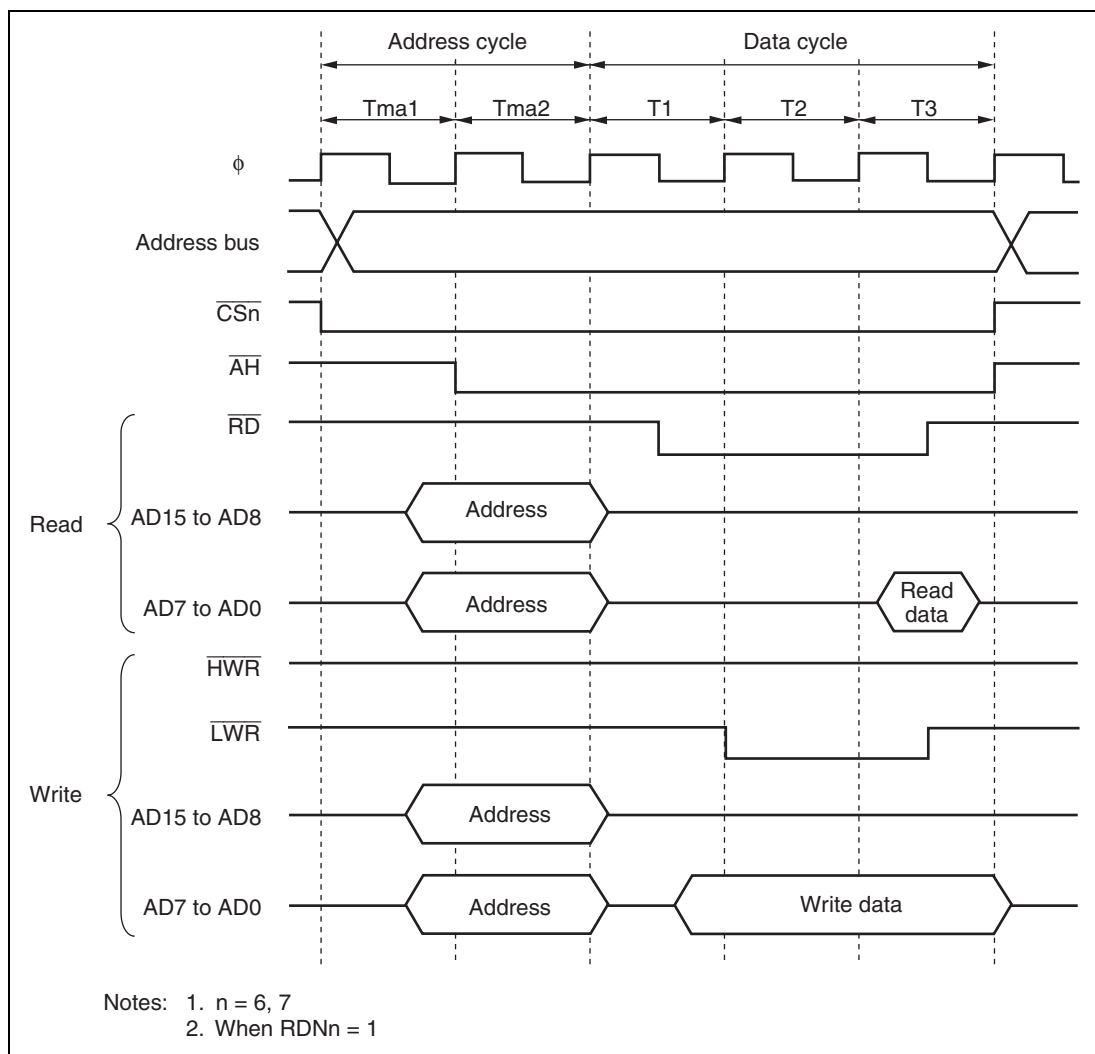 Address cycle Data cycle
Tma1 Tma2 T1 T2 T3
ϕ
Address bus
CSn
AH
RD
Read
AD15 to AD8 Address
AD7 to AD0 Address Read data
HWR
LWR
Write
AD15 to AD8 Address
AD7 to AD0 Address Write data
Notes: 1. n = 6, 7
2. When RDNn = 1